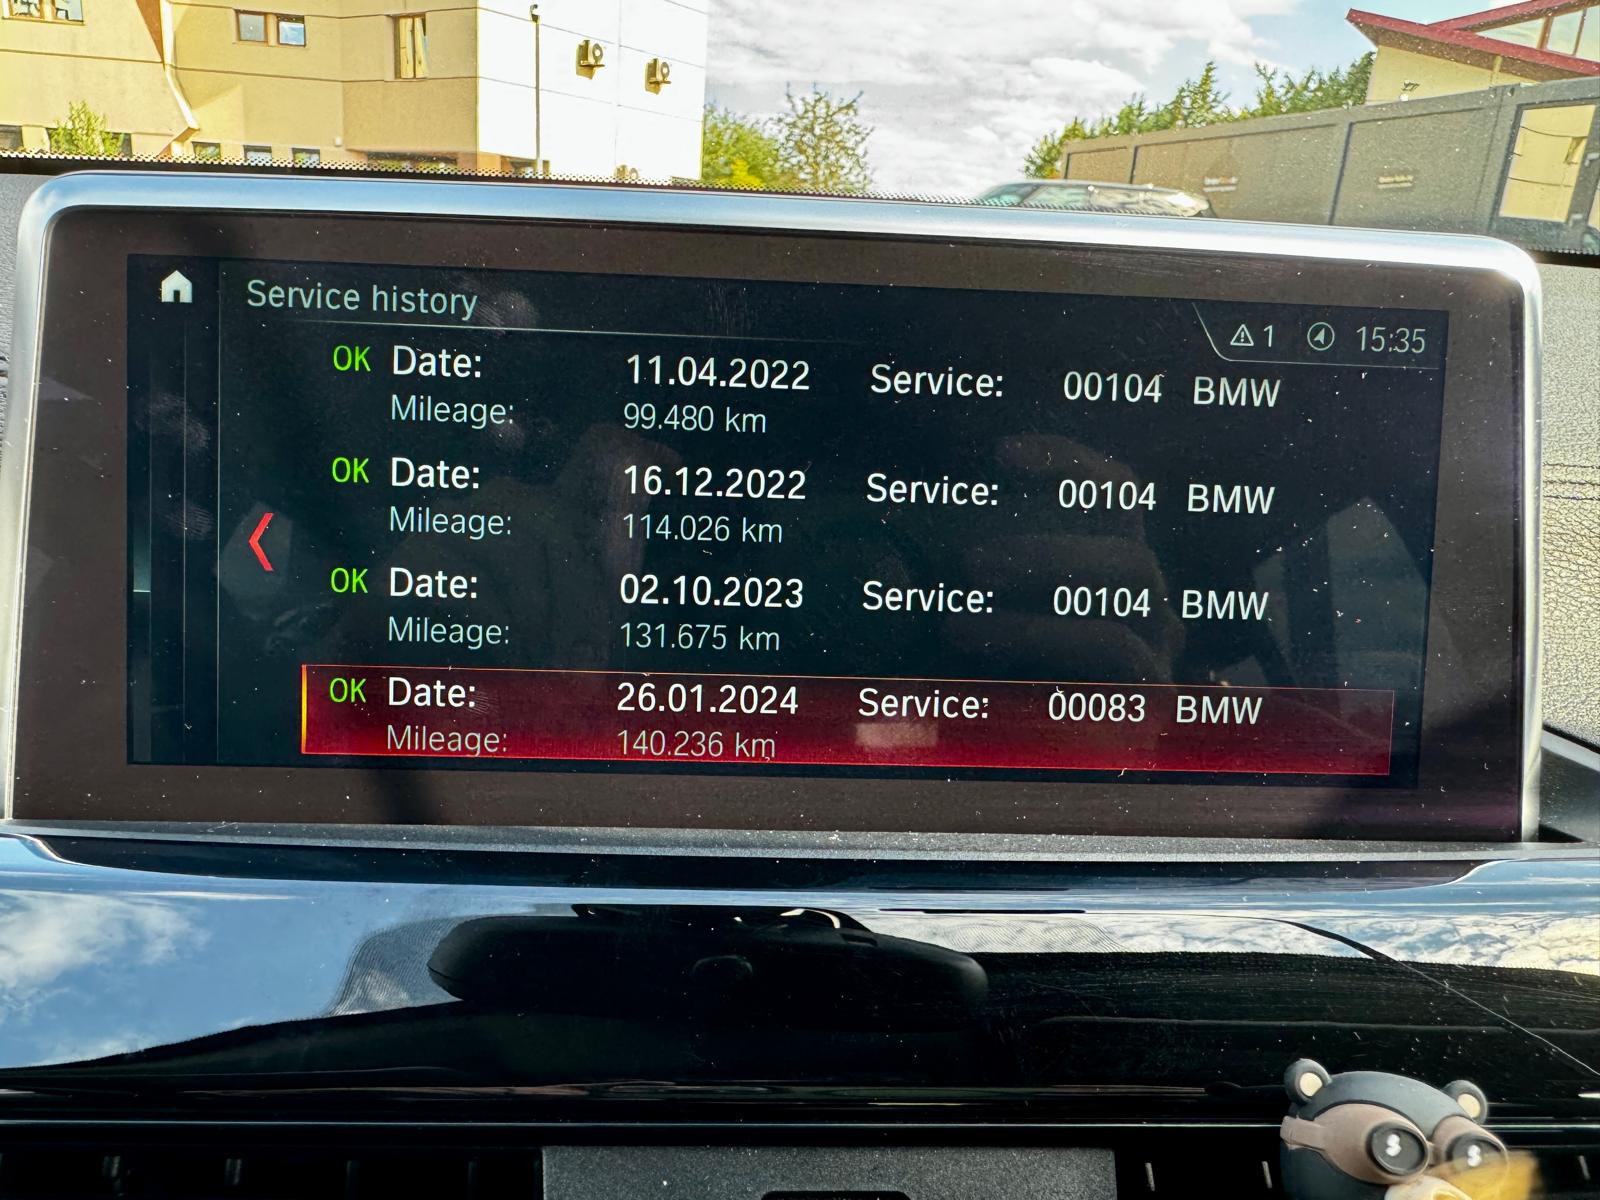 Service history
1 15:35
OK Date: 11.04.2022 Service: 00104 BMW
Mileage: 99.480 km
OK Date: 16.12.2022 Service: 00104 BMW
Mileage: 114.026 km
OK Date: 02.10.2023 Service: 00104 BMW
Mileage: 131.675 km
OK Date: 26.01.2024 Service: 00083 BMW
Mileage: 140.236 km